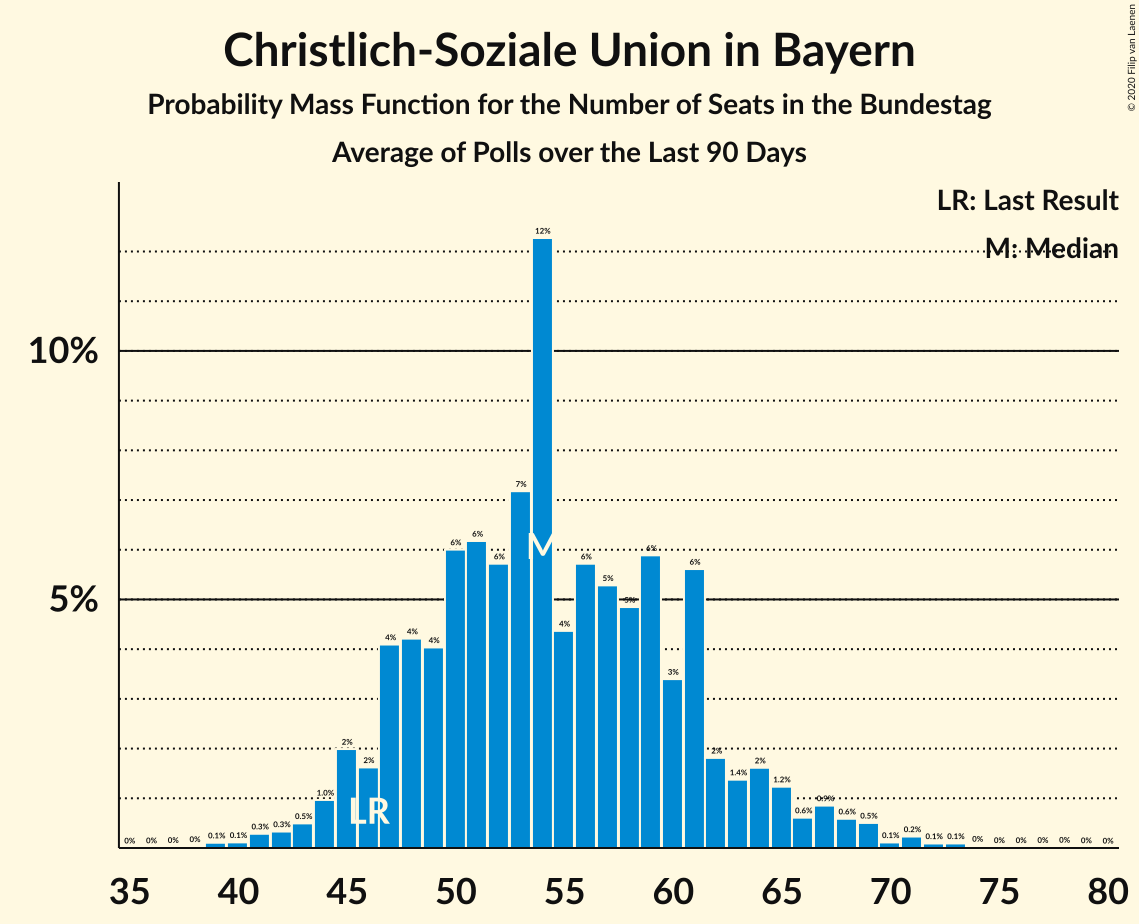 Christlich-Soziale Union in Bayern
Probability Mass Function for the Number of Seats in the Bundestag
Average of Polls over the Last 90 Days
© 2020 Filip van Laenen
LR: Last Result
M: Median
10%
5%
0% 0% 0% 0% 0.1% 0.1% 0.3% 0.3% 0.5% 1.0% 2% 2% 4% 4% 4% 6% 6% 6% 7% 12% 4% 6% 5% 5% 6% 3% 6% 2% 1.4% 2% 1.2% 0.6% 0.9% 0.6% 0.5% 0.1% 0.2% 0.1% 0.1% 0% 0% 0% 0% 0% 0% 0%
M
LR
35 40 45 50 55 60 65 70 75 80